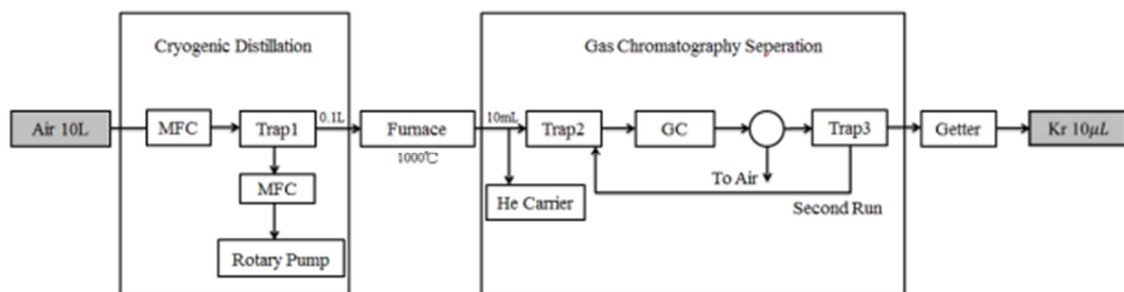 Cryogenic Distillation
Gas Chromatography Seperation
Air 10L
MFC
Trap1
0.1L
Furnace
1000℃
10mL
Trap2
GC
Trap3
Getter
Kr 10μL
MFC
To Air
He Carrier
Second Run
Rotary Pump